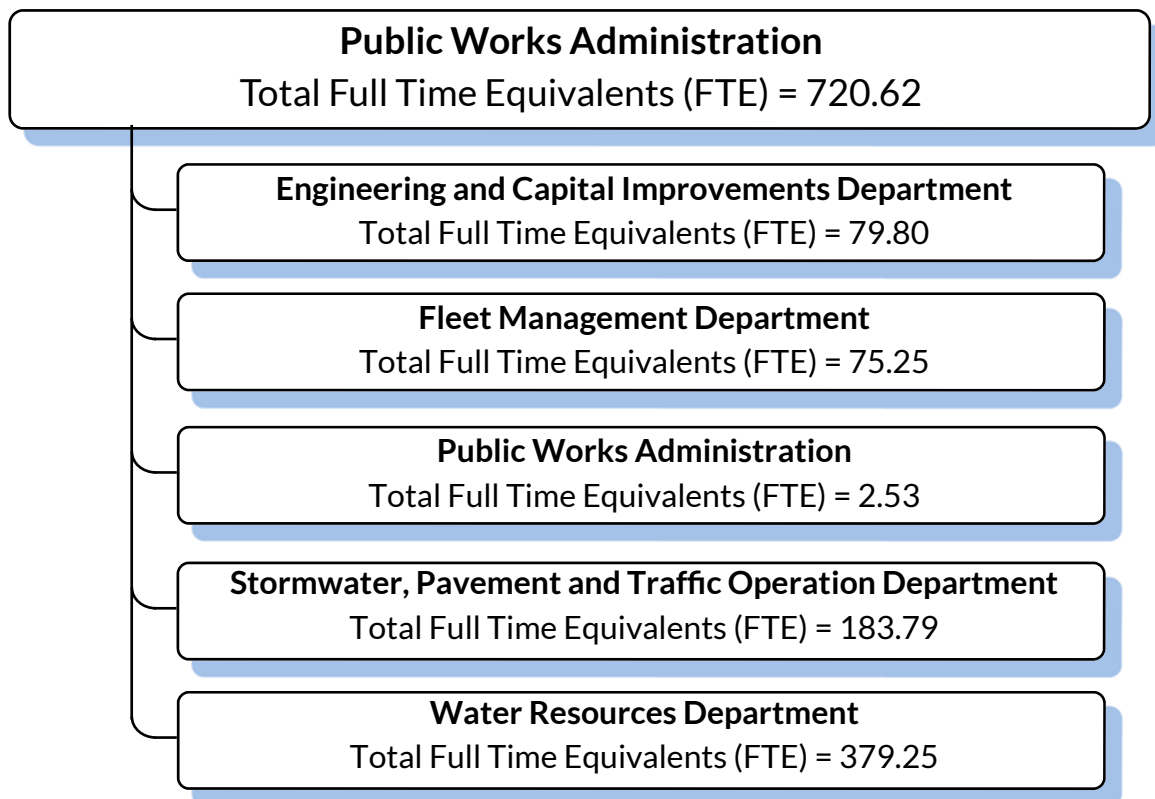 Public Works Administration
Total Full Time Equivalents (FTE) = 720.62
Engineering and Capital Improvements Department
Total Full Time Equivalents (FTE) = 79.80
Fleet Management Department
Total Full Time Equivalents (FTE) = 75.25
Public Works Administration
Total Full Time Equivalents (FTE) = 2.53
Stormwater, Pavement and Traffic Operation Department
Total Full Time Equivalents (FTE) = 183.79
Water Resources Department
Total Full Time Equivalents (FTE) = 379.25